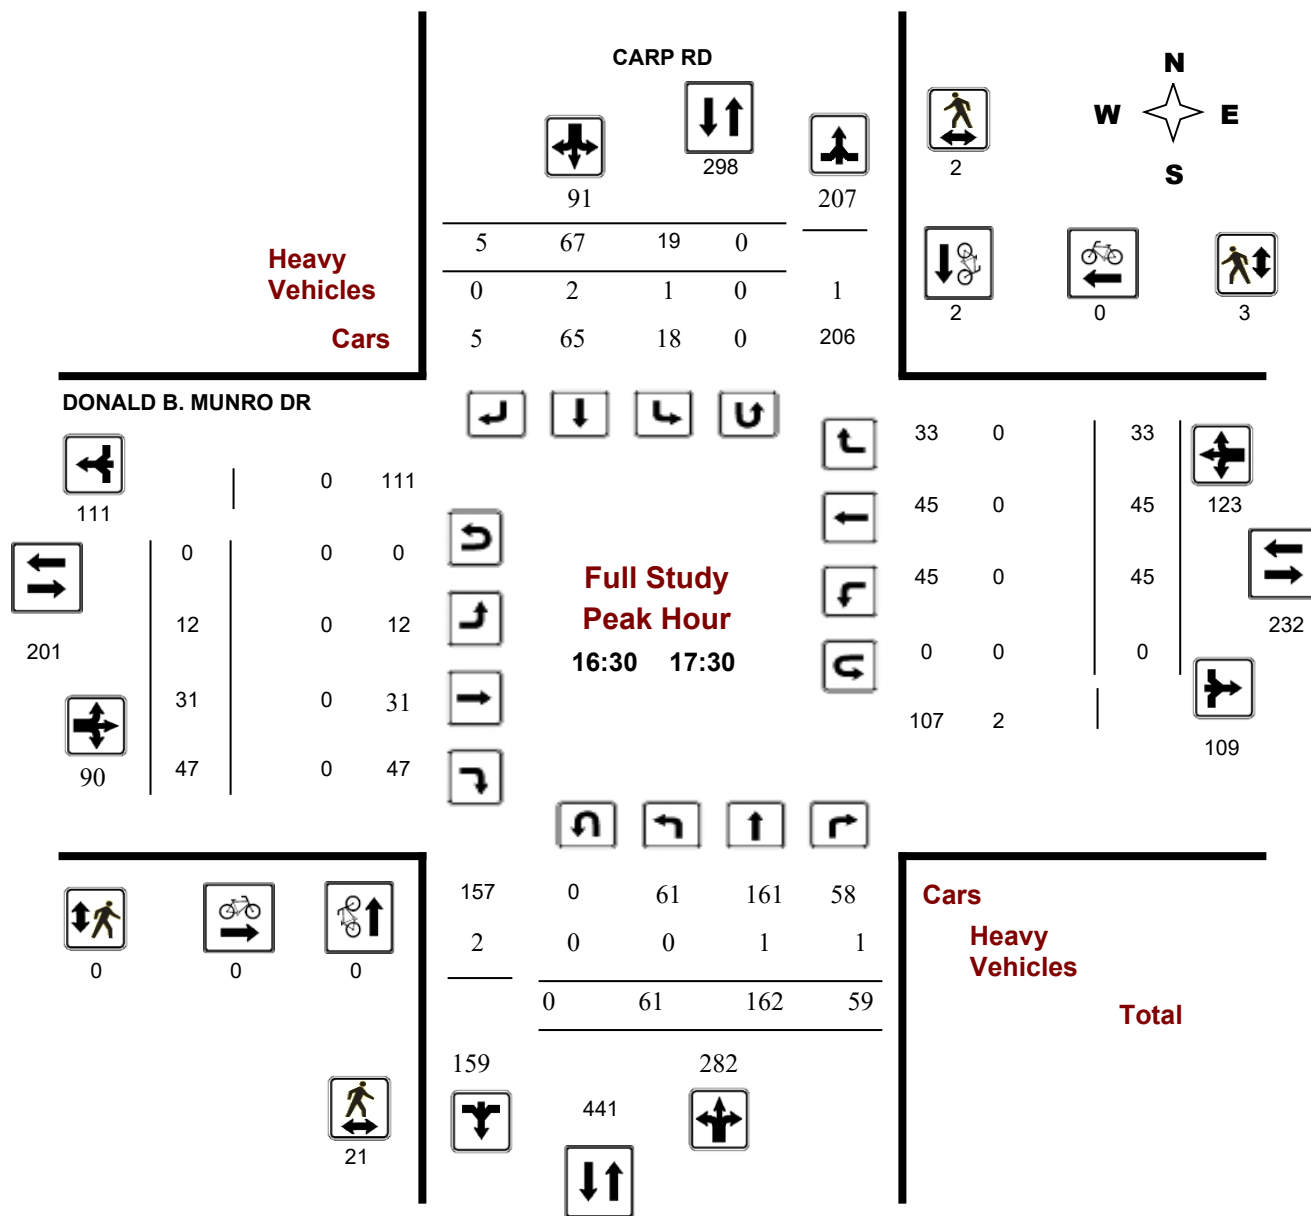 CARP RD
N
W E
S
298
2
91 207
5 67 19 0
Heavy
Vehicles
0 2 1 0 1
2 0 3
Cars
5 65 18 0 206
DONALD B. MUNRO DR
33 0 33
0 111
111
45 0 45 123
0 0 0
Full Study
45 0 45
Peak Hour
12 0 12
232
201
16:30 17:30
0 0 0
31 0 31
107 2
109
90
47 0 47
157 0 61 161 58
Cars
2 0 0 1 1
Heavy
Vehicles
0 0 0
0 61 162 59
Total
159 282
441
21